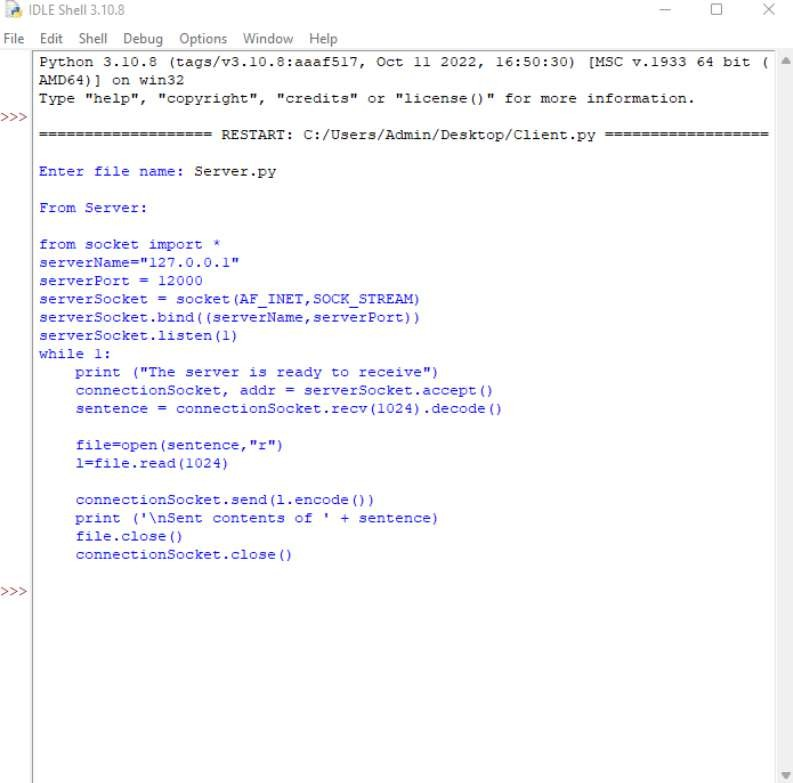 IDLE Shell 3.10.8
File Edit Shell Debug Options Window Help
Python 3.10.8 (tags/v3.10.8:aaaf517, Oct 11 2022, 16:50:30) [MSC v.1933 64 bit (
AMD64)] on win32
Type "help", "copyright", "credits" or "license()" for more information.
>>>
=================== RESTART: C:/Users/Admin/Desktop/Client.py ==================
Enter file name: Server.py
From Server:
from socket import *
serverName="127.0.0.1"
serverPort = 12000
serverSocket = socket(AF_INET,SOCK_STREAM)
serverSocket.bind((serverName,serverPort))
serverSocket.listen(1)
while 1:
    print ("The server is ready to receive")
    connectionSocket, addr = serverSocket.accept()
    sentence = connectionSocket.recv(1024).decode()
    file=open(sentence,"r")
    l=file.read(1024)
    connectionSocket.send(l.encode())
    print ('\nSent contents of ' + sentence)
    file.close()
    connectionSocket.close()
>>>